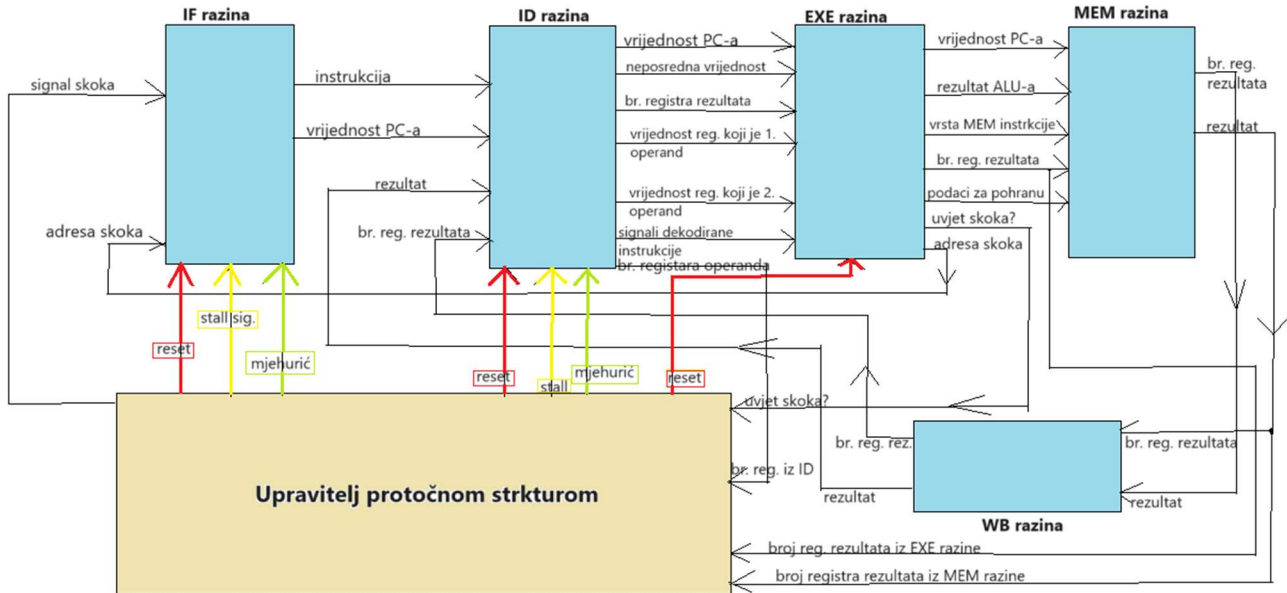 IF razina
ID razina
EXE razina
MEM razina
signal skoka
adresa skoka
instrukcija
vrijednost PC-a
rezultat
br. reg. rezultata
vrijednost PC-a
neposredna vrijednost
br. registra rezultata
vrijednost reg. koji je 1.
operand
vrijednost reg. koji je 2.
operand
signali dekodirane
instrukcije
br. registara operanda
vrijednost PC-a
rezultat ALU-a
vrsta MEM instrkcije
br. reg. rezultata
podaci za pohranu
uvjet skoka?
adresa skoka
br. reg.
rezultata
rezultat
reset
stall sig.
mjehurić
reset
stall
mjehurić
reset
uvjet skoka?
br. reg. iz ID
br. reg. rez.
rezultat
br. reg. rezultata
rezultat
WB razina
Upravitelj protočnom strkturom
broj reg. rezultata iz EXE razine
broj registra rezultata iz MEM razine